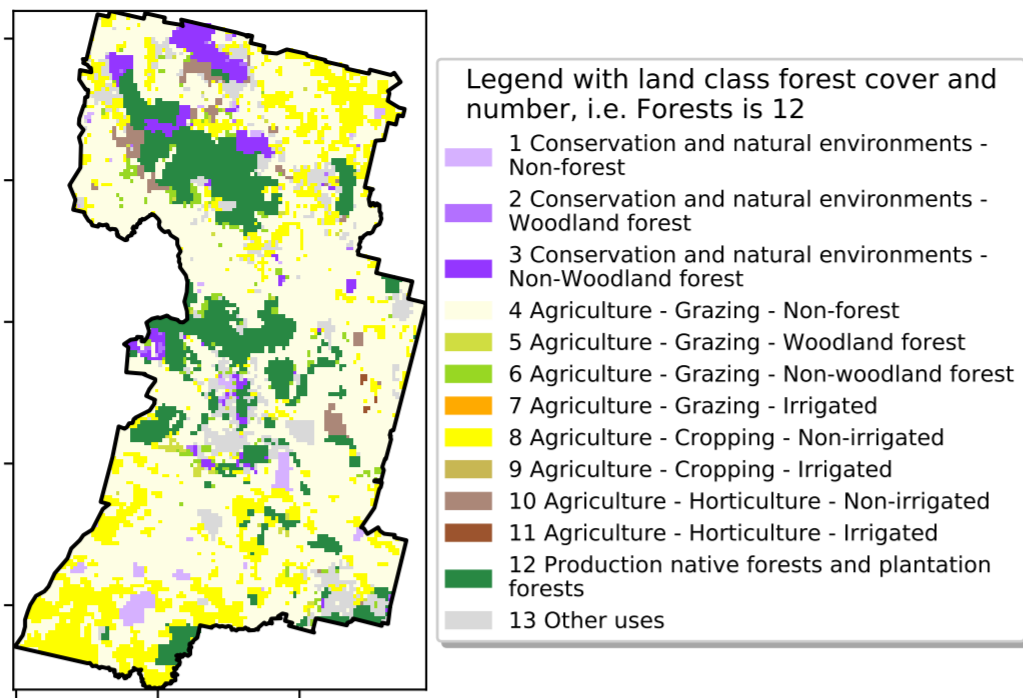 Legend with land class forest cover and
number, i.e. Forests is 12
1 Conservation and natural environments -
Non-forest
2 Conservation and natural environments -
Woodland forest
3 Conservation and natural environments -
Non-Woodland forest
4 Agriculture - Grazing - Non-forest
5 Agriculture - Grazing - Woodland forest
6 Agriculture - Grazing - Non-woodland forest
7 Agriculture - Grazing - Irrigated
8 Agriculture - Cropping - Non-irrigated
9 Agriculture - Cropping - Irrigated
10 Agriculture - Horticulture - Non-irrigated
11 Agriculture - Horticulture - Irrigated
12 Production native forests and plantation
forests
13 Other uses